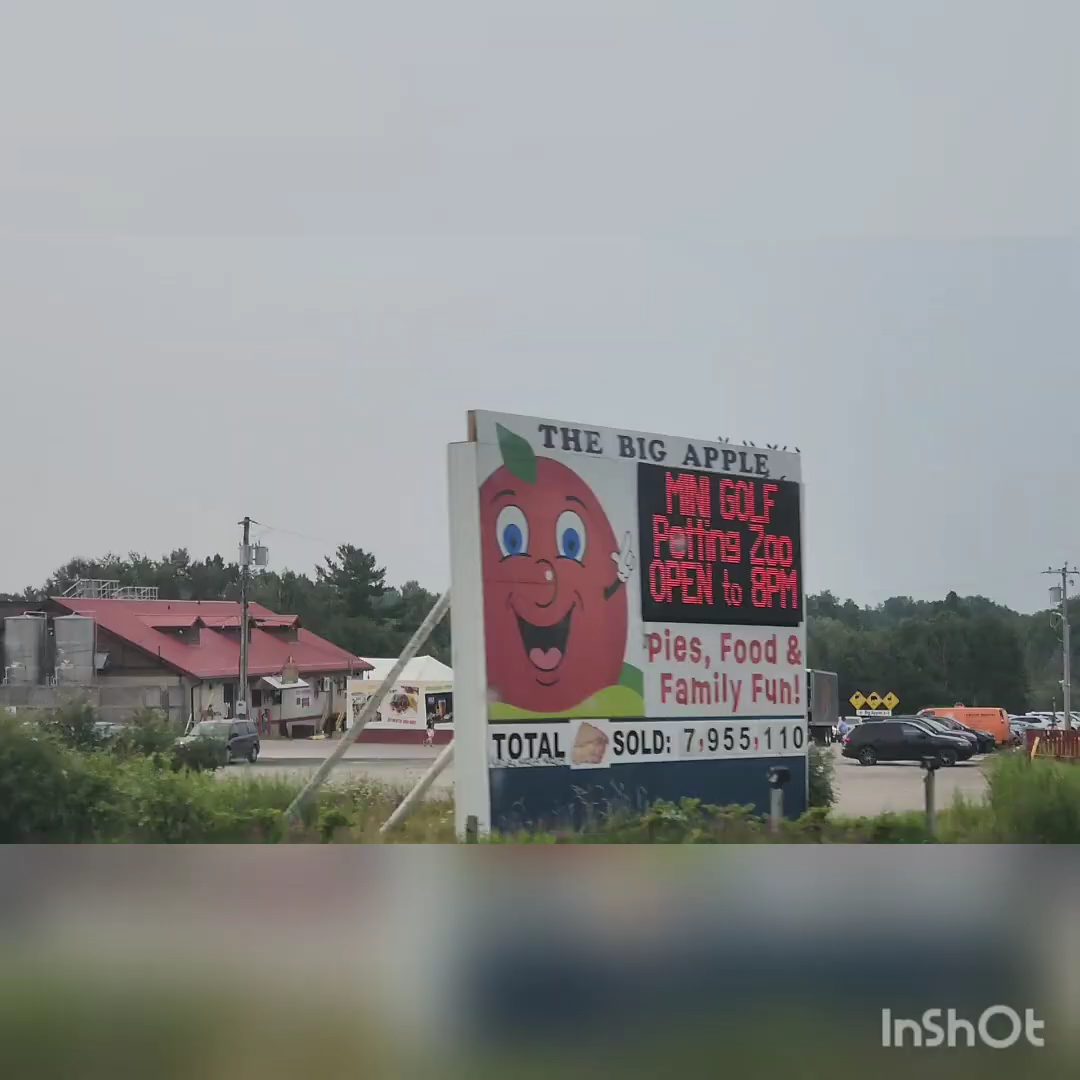 THE BIG APPLE
MINI GOLF
Petting Zoo
OPEN to 8PM
Pies, Food &
Family Fun!
TOTAL SOLD: 7,955,110
InShOt